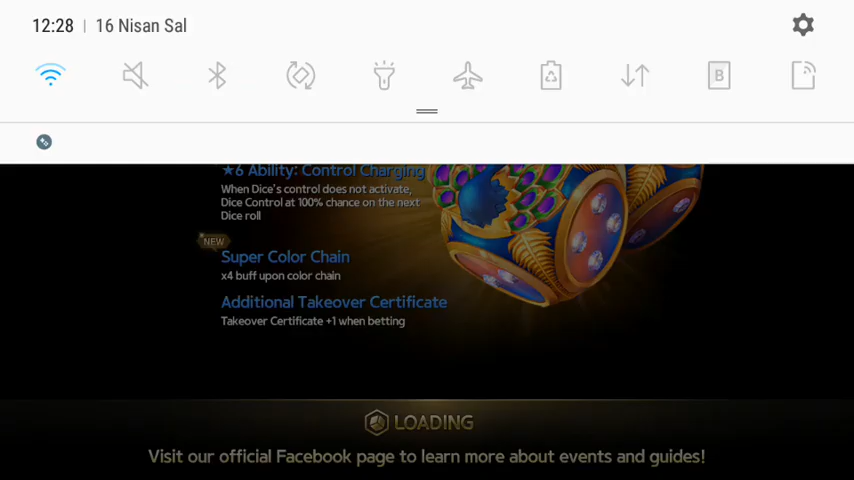 12:28 | 16 Nisan Sal
B
★6 Ability: Control Charging
When Dice's control does not activate,
Dice Control at 100% chance on the next
Dice roll
NEW
Super Color Chain
x4 buff upon color chain
Additional Takeover Certificate
Takeover Certificate +1 when betting
LOADING
Visit our official Facebook page to learn more about events and guides!